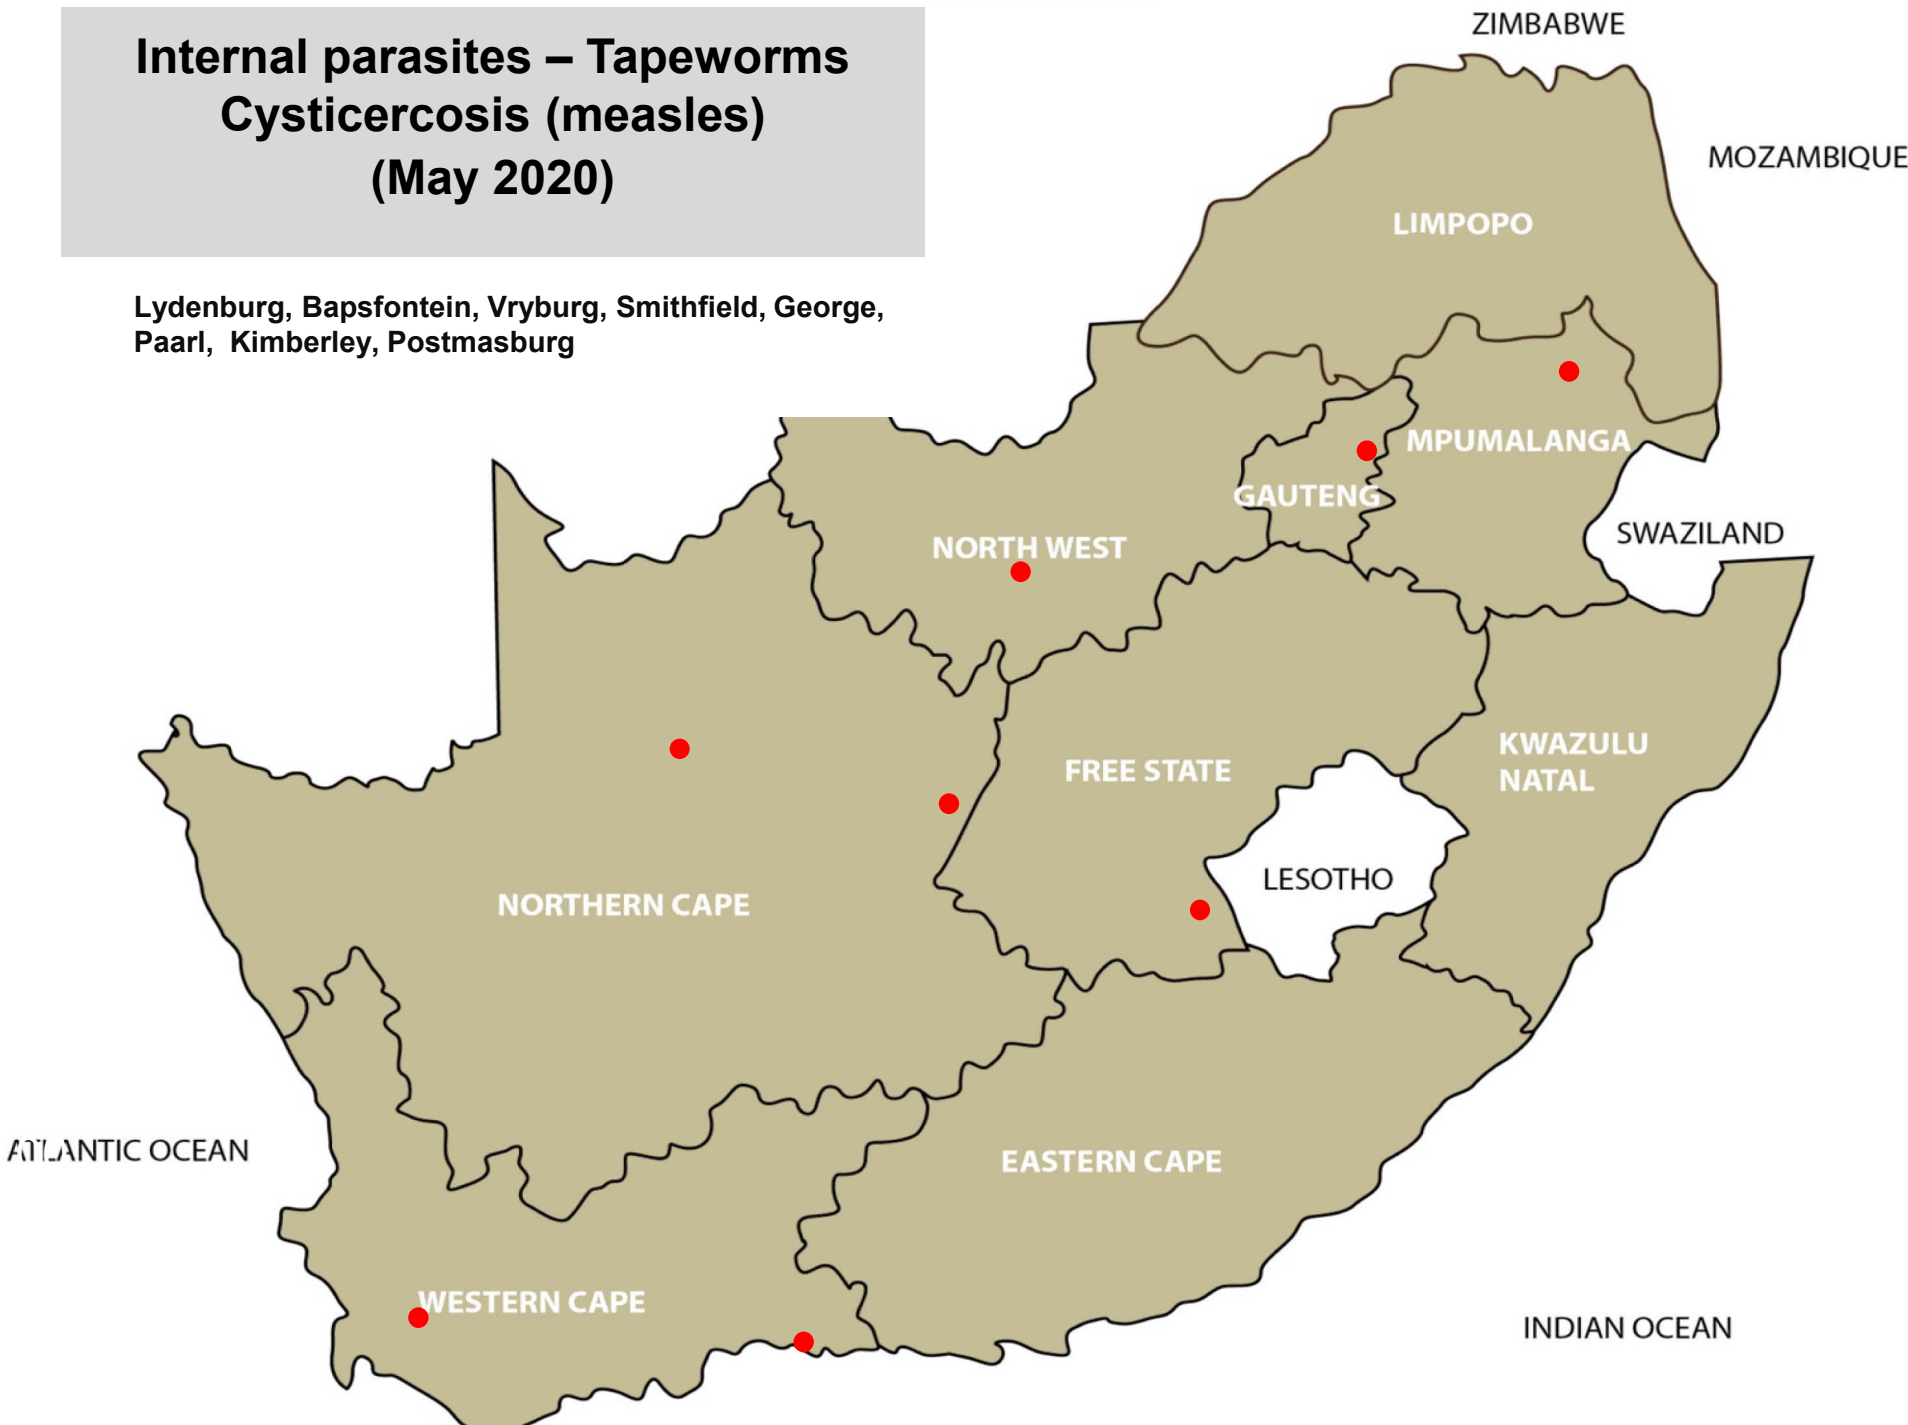 Internal parasites – Tapeworms
Cysticercosis (measles)
(May 2020)
Lydenburg, Bapsfontein, Vryburg, Smithfield, George,
Paarl,  Kimberley, Postmasburg
ZIMBABWE
MOZAMBIQUE
LIMPOPO
MPUMALANGA
GAUTENG
SWAZILAND
NORTH WEST
KWAZULU
NATAL
FREE STATE
LESOTHO
NORTHERN CAPE
ATLANTIC OCEAN
EASTERN CAPE
WESTERN CAPE
INDIAN OCEAN